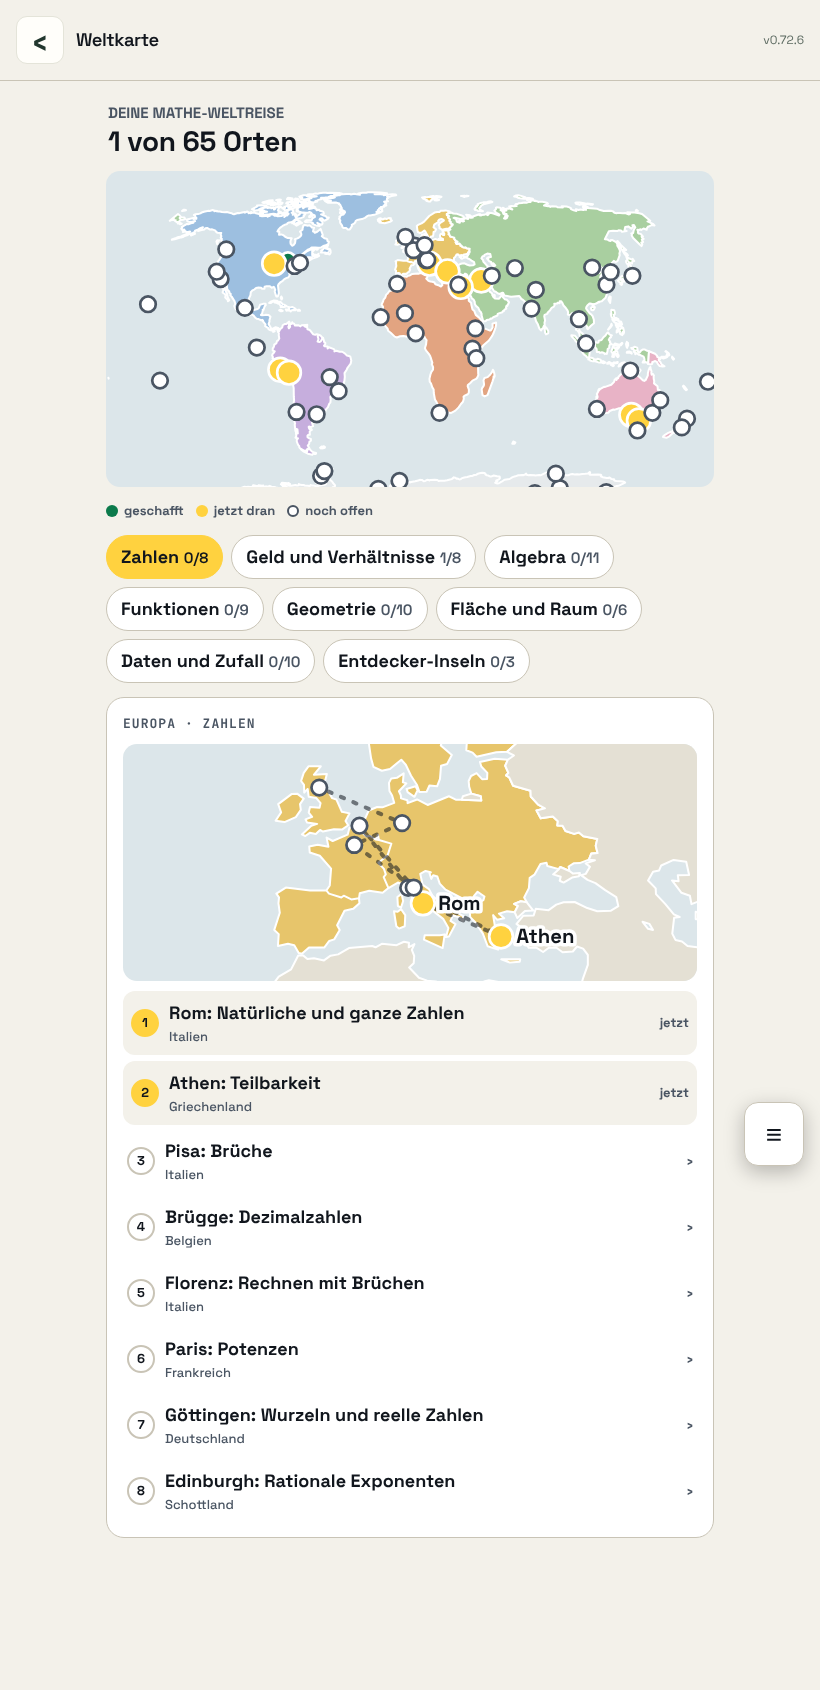 <
Weltkarte
v0.72.6
DEINE MATHE-WELTREISE
1 von 65 Orten
geschafft
jetzt dran
noch offen
Zahlen 0/8
Geld und Verhältnisse 1/8
Algebra 0/11
Funktionen 0/9
Geometrie 0/10
Fläche und Raum 0/6
Daten und Zufall 0/10
Entdecker-Inseln 0/3
EUROPA · ZAHLEN
Rom
Athen
1
Rom: Natürliche und ganze Zahlen
Italien
jetzt
2
Athen: Teilbarkeit
Griechenland
jetzt
3
Pisa: Brüche
Italien
>
4
Brügge: Dezimalzahlen
Belgien
>
5
Florenz: Rechnen mit Brüchen
Italien
>
6
Paris: Potenzen
Frankreich
>
7
Göttingen: Wurzeln und reelle Zahlen
Deutschland
>
8
Edinburgh: Rationale Exponenten
Schottland
>